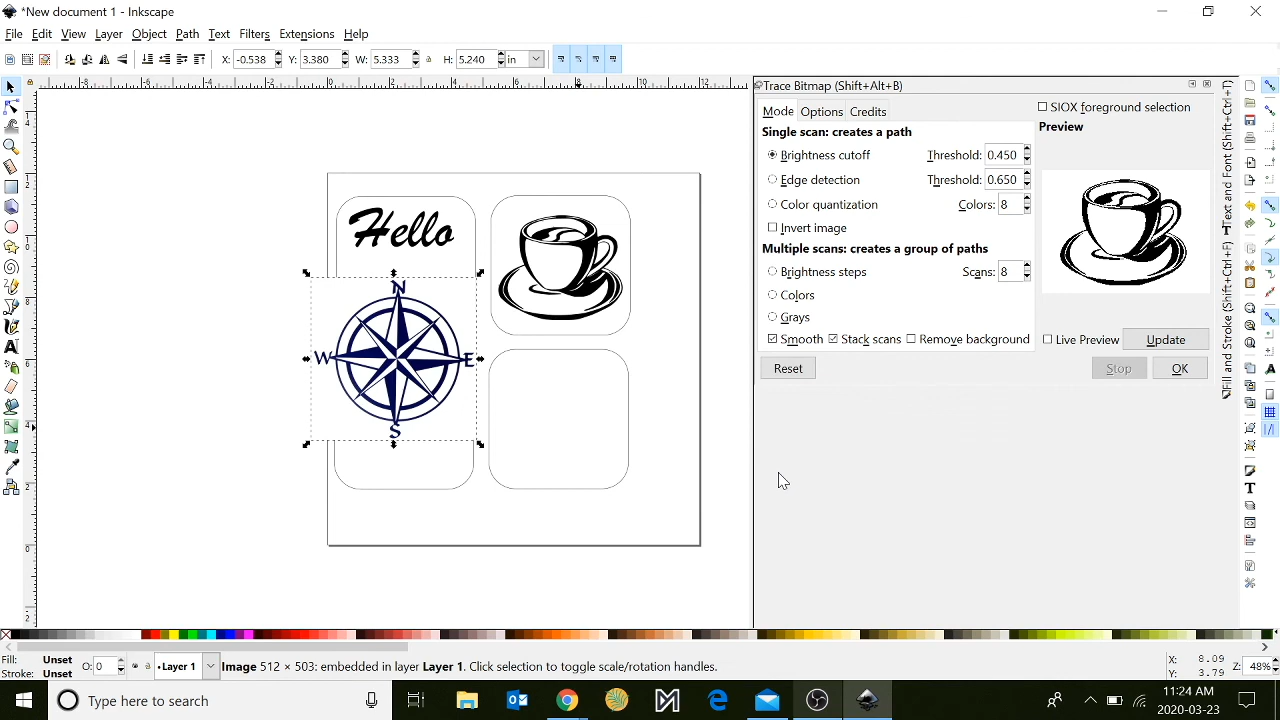 *New document 1 - Inkscape
File Edit View Layer Object Path Text Filters Extensions Help
X: -0.538 Y: 3.380 W: 5.333 H: 5.240 in
Trace Bitmap (Shift+Alt+B)
Mode Options Credits
SIOX foreground selection
Single scan: creates a path
Preview
Brightness cutoff Threshold: 0.450
Edge detection Threshold: 0.650
Color quantization Colors: 8
Invert image
Multiple scans: creates a group of paths
Brightness steps Scans: 8
Colors
Grays
Smooth Stack scans Remove background
Live Preview Update
Reset Stop OK
Text and Font (Shift+Ctrl+T)
Fill and Stroke (Shift+Ctrl+F)
Hello
N
W E
S
Fill: Unset
Stroke: Unset
O: 0
•Layer 1
Image 512 × 503: embedded in layer Layer 1. Click selection to toggle scale/rotation handles.
X: 8.09
Y: 3.79
Z: 48%
Type here to search
11:24 AM
2020-03-23